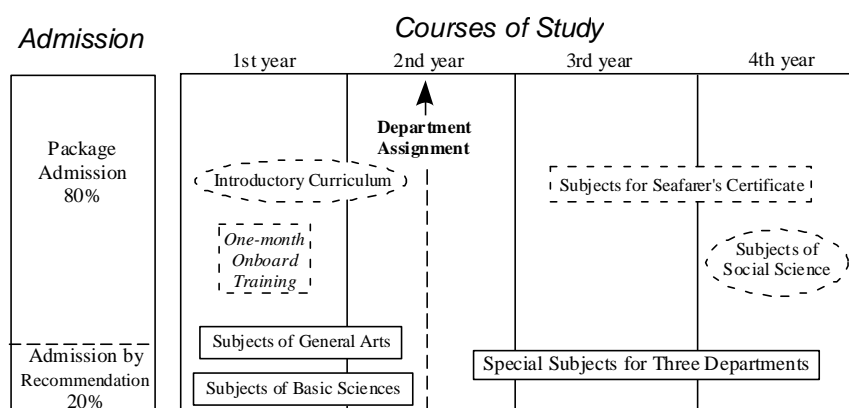 Admission
Courses of Study
1st year
2nd year
3rd year
4th year
Package
Admission
80%
Department
Assignment
Introductory Curriculum
Subjects for Seafarer's Certificate
One-month
Onboard
Training
Subjects of
Social Science
Subjects of General Arts
Admission by
Recommendation
20%
Special Subjects for Three Departments
Subjects of Basic Sciences